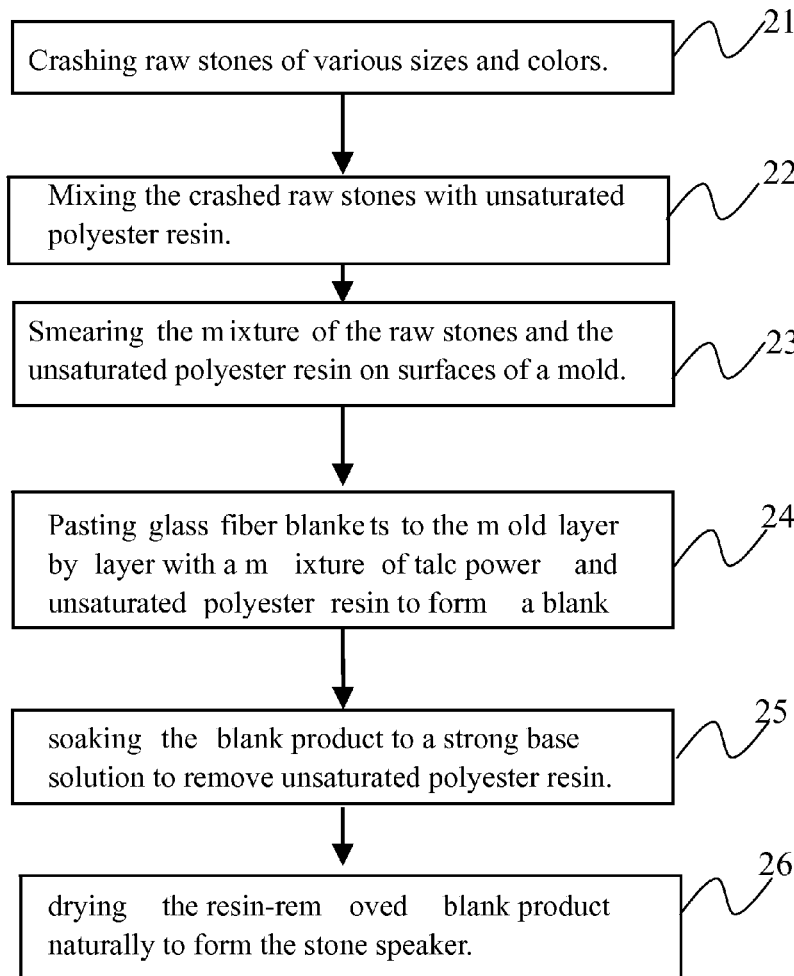 21
Crashing raw stones of various sizes and colors.
22
Mixing the crashed raw stones with unsaturated
polyester resin.
Smearing the mixture of the raw stones and the
unsaturated polyester resin on surfaces of a mold.
23
Pasting glass fiber blankets to the mold layer
by layer with a mixture of talc power and
unsaturated polyester resin to form a blank
24
soaking the blank product to a strong base
solution to remove unsaturated polyester resin.
25
drying the resin-removed blank product
naturally to form the stone speaker.
26